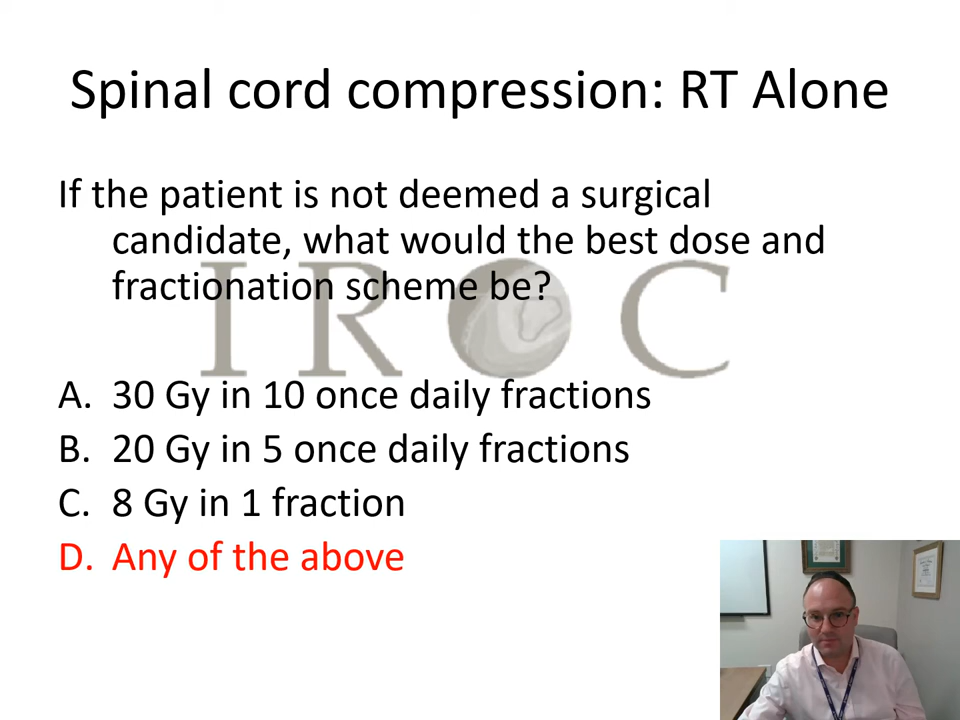 Spinal cord compression: RT Alone
If the patient is not deemed a surgical
candidate, what would the best dose and
fractionation scheme be?
IROC
A. 30 Gy in 10 once daily fractions
B. 20 Gy in 5 once daily fractions
C. 8 Gy in 1 fraction
D. Any of the above